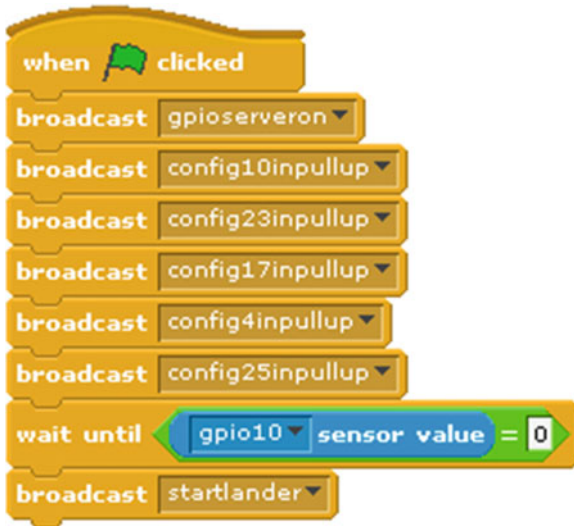 when clicked
broadcast gpioserveron
broadcast config10inpullup
broadcast config23inpullup
broadcast config17inpullup
broadcast config4inpullup
broadcast config25inpullup
wait until gpio10 sensor value = 0
broadcast startlander